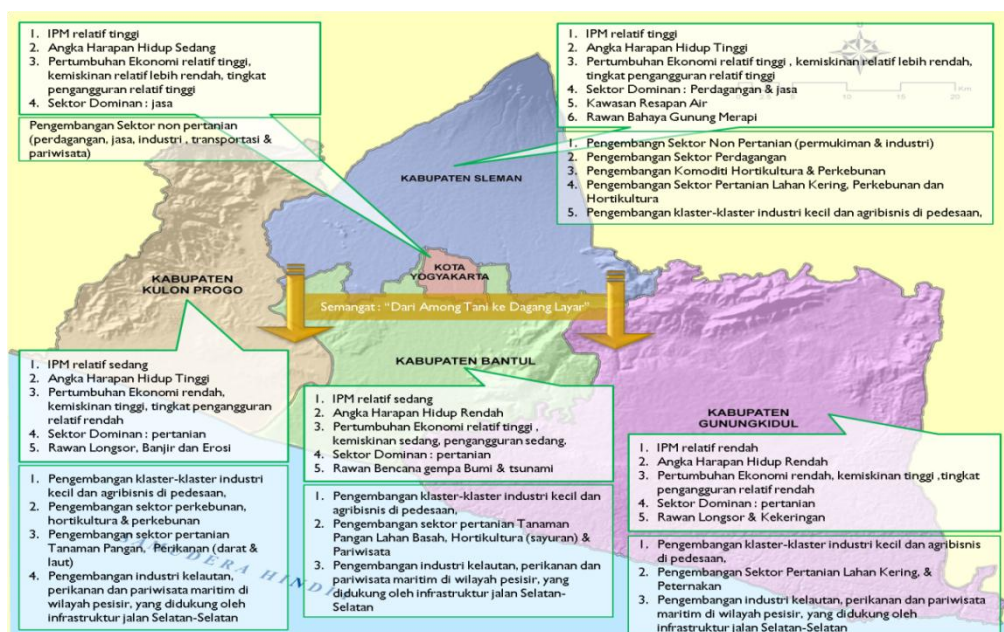 1. IPM relatif tinggi
2. Angka Harapan Hidup Sedang
3. Pertumbuhan Ekonomi relatif tinggi,
kemiskinan relatif lebih rendah, tingkat
pengangguran relatif tinggi
4. Sektor Dominan : jasa
Pengembangan Sektor non pertanian
(perdagangan, jasa, industri , transportasi &
pariwisata)
1. IPM relatif tinggi
2. Angka Harapan Hidup Tinggi
3. Pertumbuhan Ekonomi relatif tinggi , kemiskinan relatif lebih rendah,
tingkat pengangguran relatif tinggi
4. Sektor Dominan : Perdagangan & jasa
5. Kawasan Resapan Air
6. Rawan Bahaya Gunung Merapi
Km
0 5 10 15 20
1. Pengembangn Sektor Non Pertanian (permukiman & industri)
2. Pengembangan Sektor Perdagangan
3. Pengembangan Komoditi Hortikultura & Perkebunan
4. Pengembangan Sektor Pertanian Lahan Kering, Perkebunan dan
Hortikultura
5. Pengembangan klaster-klaster industri kecil dan agribisnis di pedesaan,
KABUPATEN SLEMAN
KOTA
YOGYAKARTA
KABUPATEN
KULON PROGO
Semangat : "Dari Among Tani ke Dagang Layar"
KABUPATEN BANTUL
KABUPATEN
GUNUNGKIDUL
1. IPM relatif sedang
2. Angka Harapan Hidup Tinggi
3. Pertumbuhan Ekonomi rendah,
kemiskinan tinggi, tingkat pengangguran
relatif rendah
4. Sektor Dominan : pertanian
5. Rawan Longsor, Banjir dan Erosi
1. Pengembangan klaster-klaster industri
kecil dan agribisnis di pedesaan,
2. Pengembangan sektor perkebunan,
hortikultura & perkebunan
3. Pengembangan sektor pertanian
Tanaman Pangan, Perikanan (darat &
laut)
4. Pengembangan industri kelautan,
perikanan dan pariwisata maritim di
wilayah pesisir, yang didukung oleh
infrastruktur jalan Selatan-Selatan
1. IPM relatif sedang
2. Angka Harapan Hidup Rendah
3. Pertumbuhan Ekonomi relatif tinggi ,
kemiskinan sedang, pengangguran sedang.
4. Sektor Dominan : pertanian
5. Rawan Bencana gempa Bumi & tsunami
1. Pengembangan klaster-klaster industri kecil dan
agribisnis di pedesaan,
2. Pengembangan sektor pertanian Tanaman
Pangan Lahan Basah, Hortikultura (sayuran) &
Pariwisata
3. Pengembangan industri kelautan, perikanan dan
pariwisata maritim di wilayah pesisir, yang
didukung oleh infrastruktur jalan Selatan-
Selatan
1. IPM relatif rendah
2. Angka Harapan Hidup Rendah
3. Pertumbuhan Ekonomi rendah, kemiskinan tinggi ,tingkat
pengangguran relatif rendah
4. Sektor Dominan : pertanian
5. Rawan Longsor & Kekeringan
1. Pengembangan klaster-klaster industri kecil dan agribisnis
di pedesaan,
2. Pengembangan Sektor Pertanian Lahan Kering, &
Peternakan
3. Pengembangan industri kelautan, perikanan dan pariwisata
maritim di wilayah pesisir, yang didukung oleh
infrastruktur jalan Selatan-Selatan
SAMUDERA HINDIA